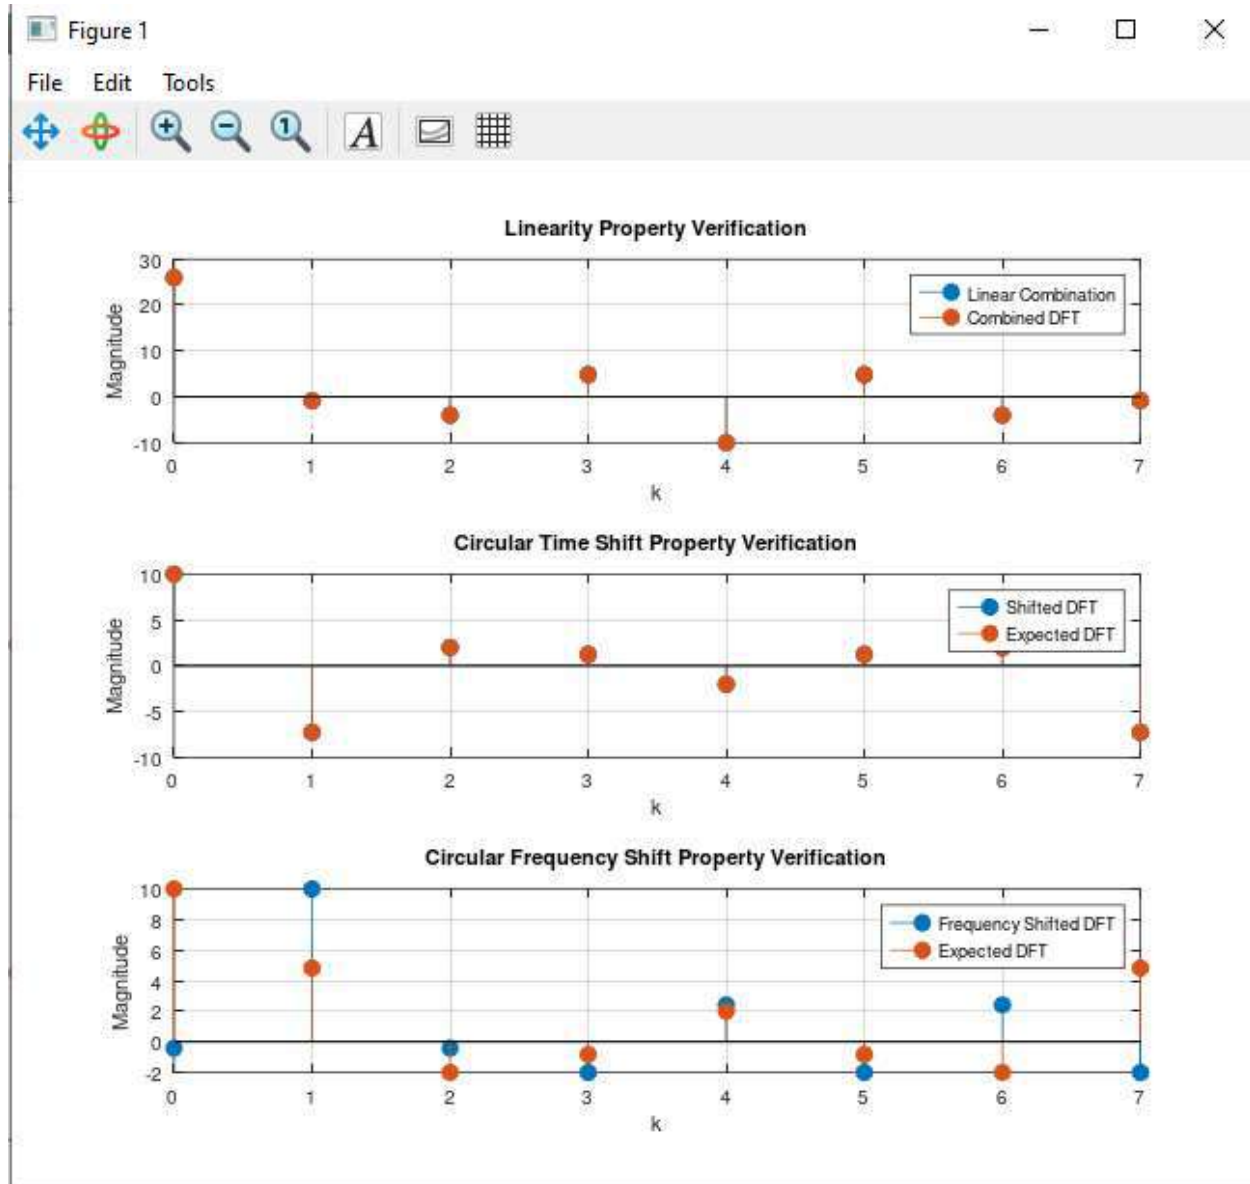 Figure 1
File Edit Tools
Linearity Property Verification
30
20
10
0
-10
Magnitude
Linear Combination
Combined DFT
0 1 2 3 4 5 6 7
k
Circular Time Shift Property Verification
10
5
0
-5
-10
Magnitude
Shifted DFT
Expected DFT
0 1 2 3 4 5 6 7
k
Circular Frequency Shift Property Verification
10
8
6
4
2
0
-2
Magnitude
Frequency Shifted DFT
Expected DFT
0 1 2 3 4 5 6 7
k